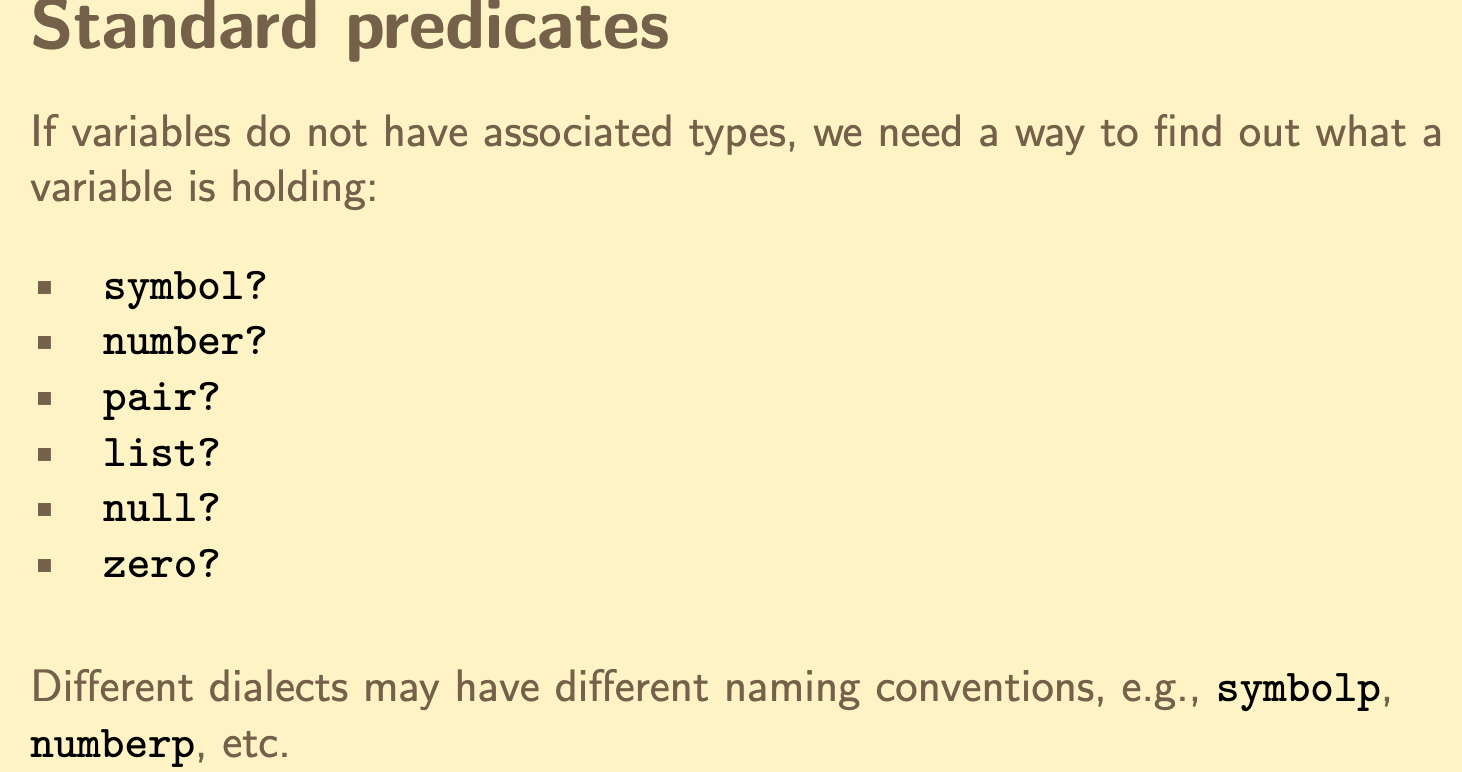 Standard predicates
If variables do not have associated types, we need a way to find out what a
variable is holding:
▪ symbol?
▪ number?
▪ pair?
▪ list?
▪ null?
▪ zero?
Different dialects may have different naming conventions, e.g., symbolp,
numberp, etc.